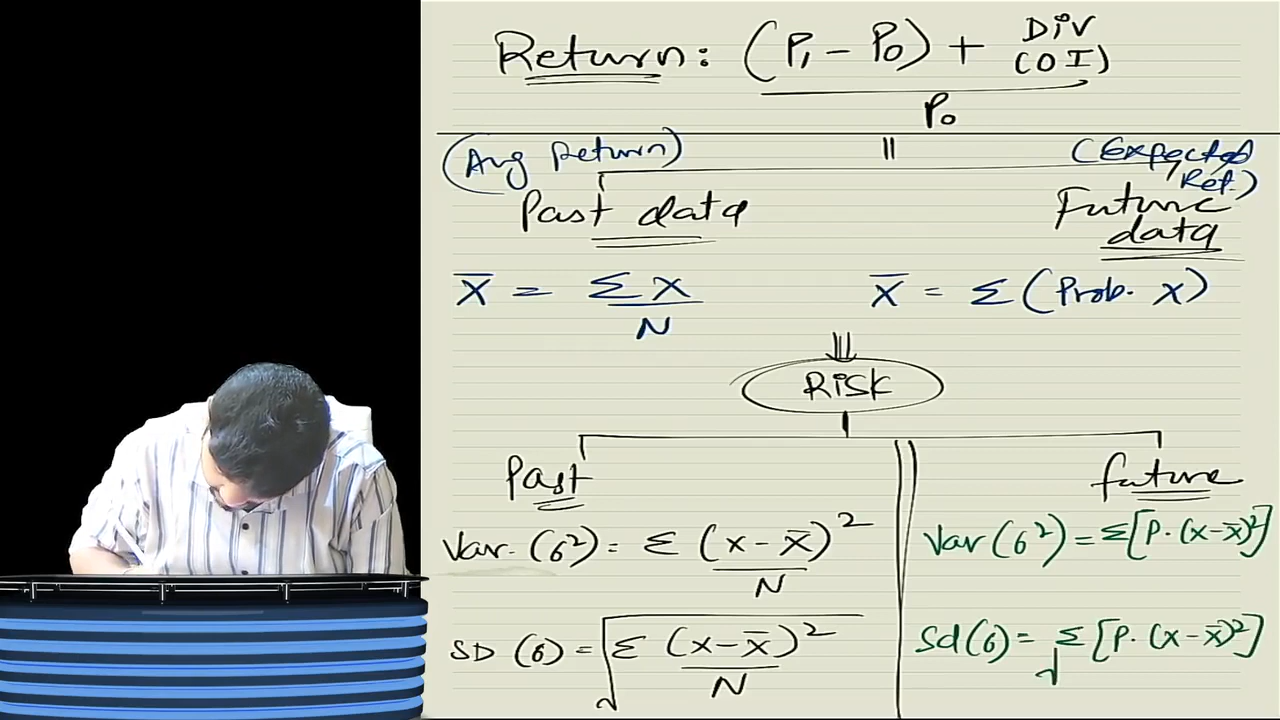 Return: (P₁ - P₀) + DiV (OI)
P₀
(Avg Return) || (Expected Ret.)
Past data Future data
X̅ = Σ X / N X̅ = Σ (Prob. X)
RiSK
Past future
Var. (σ²) = Σ (x - x̅)² / N Var (σ²) = Σ [P. (x - x̅)²]
SD (σ) = √ Σ (x - x̅)² / N Sd (σ) = √ Σ [P. (x - x̅)²]